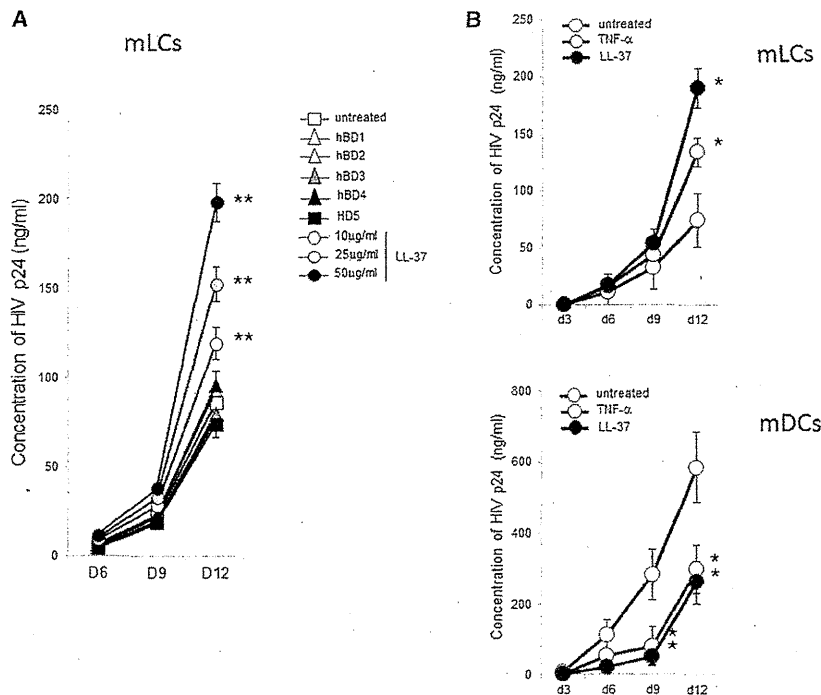 A
mLCs
Concentration of HIV p24 (ng/ml)
250
200
150
100
50
0
D6
D9
D12
**
**
**
untreated
hBD1
hBD2
hBD3
hBD4
HD5
10µg/ml
25µg/ml
50µg/ml
LL-37
B
mLCs
Concentration of HIV p24 (ng/ml)
250
200
150
100
50
0
d3
d6
d9
d12
untreated
TNF-α
LL-37
*
*
mDCs
Concentration of HIV p24 (ng/ml)
800
600
400
200
0
d3
d6
d9
d12
untreated
TNF-α
LL-37
*
*
*
*